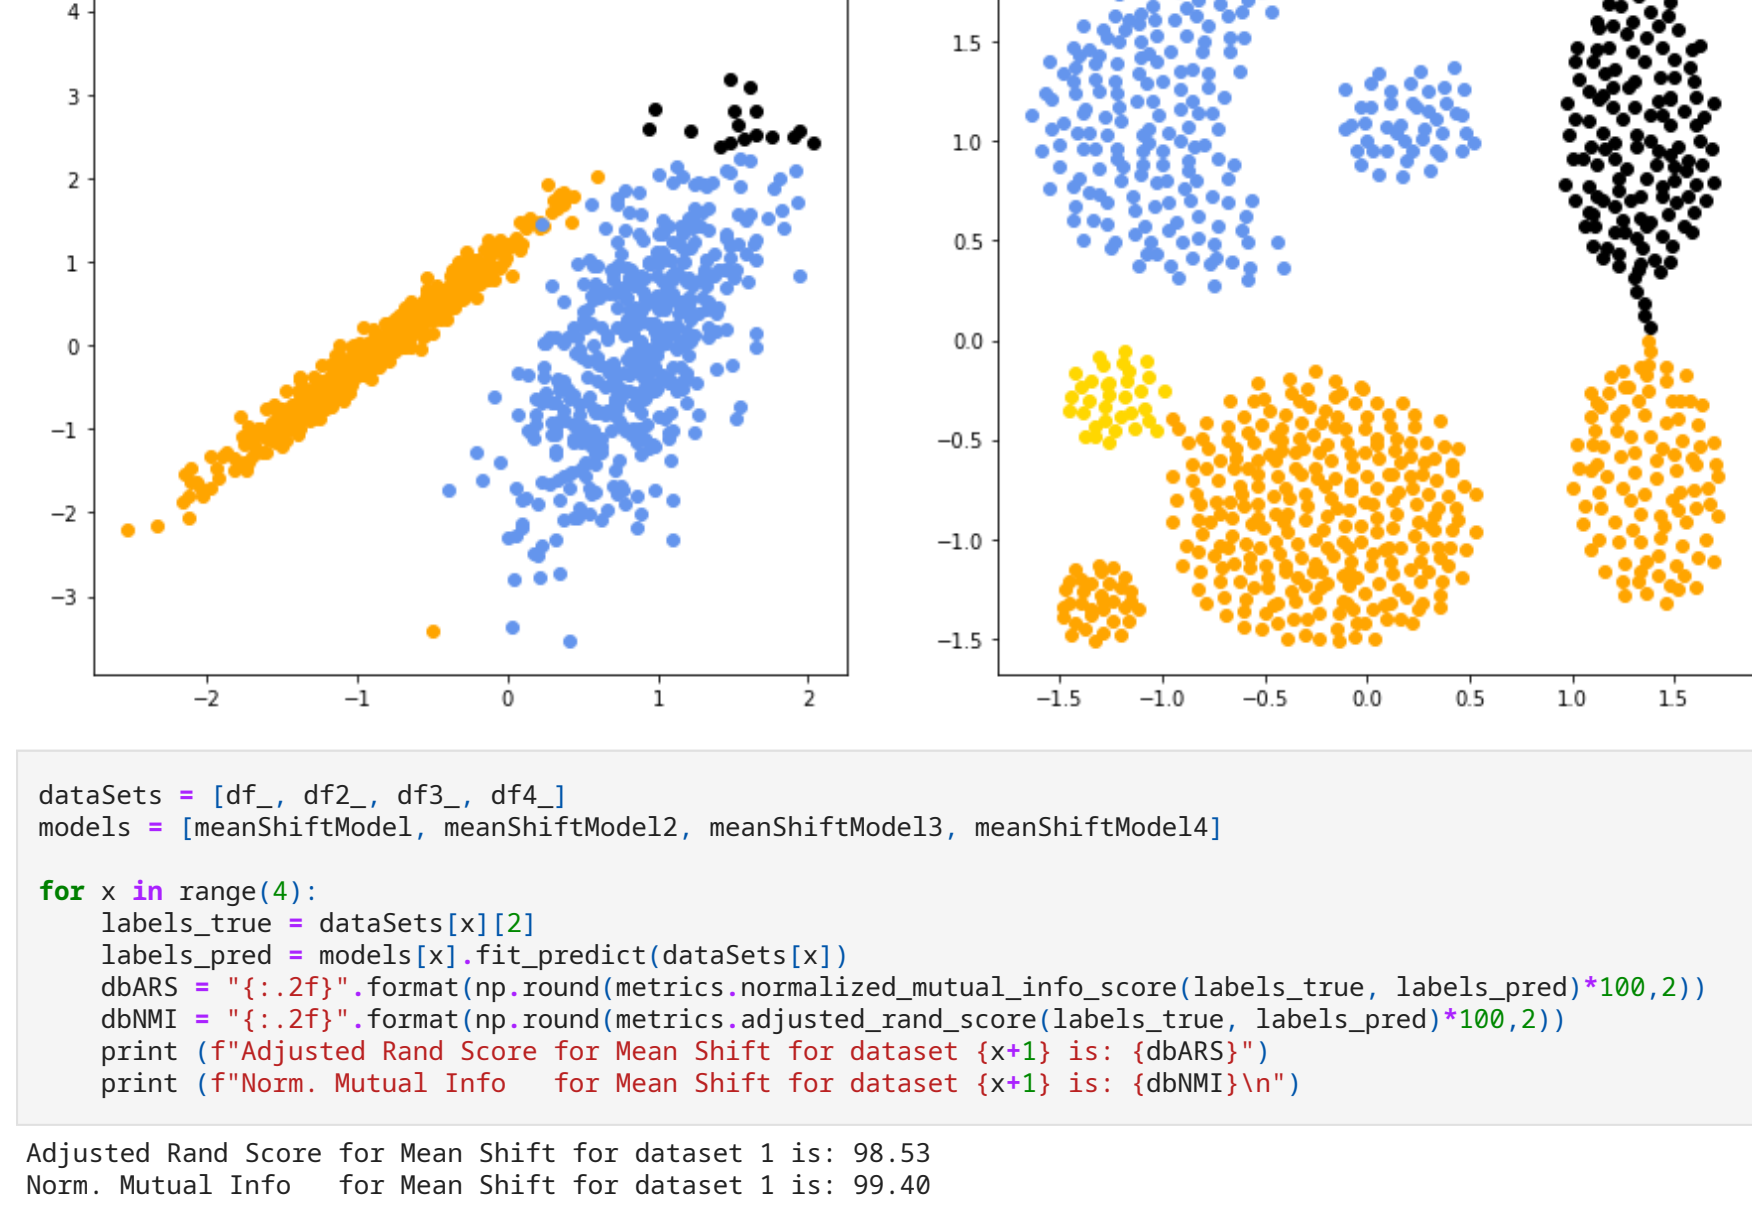 4
3
2
1
0
−1
−2
−3
−2 −1 0 1 2
1.5
1.0
0.5
0.0
−0.5
−1.0
−1.5
−1.5 −1.0 −0.5 0.0 0.5 1.0 1.5
dataSets = [df_, df2_, df3_, df4_]
models = [meanShiftModel, meanShiftModel2, meanShiftModel3, meanShiftModel4]
for x in range(4):
    labels_true = dataSets[x][2]
    labels_pred = models[x].fit_predict(dataSets[x])
    dbARS = "{:.2f}".format(np.round(metrics.normalized_mutual_info_score(labels_true, labels_pred)*100,2))
    dbNMI = "{:.2f}".format(np.round(metrics.adjusted_rand_score(labels_true, labels_pred)*100,2))
    print (f"Adjusted Rand Score for Mean Shift for dataset {x+1} is: {dbARS}")
    print (f"Norm. Mutual Info   for Mean Shift for dataset {x+1} is: {dbNMI}\n")
Adjusted Rand Score for Mean Shift for dataset 1 is: 98.53
Norm. Mutual Info   for Mean Shift for dataset 1 is: 99.40